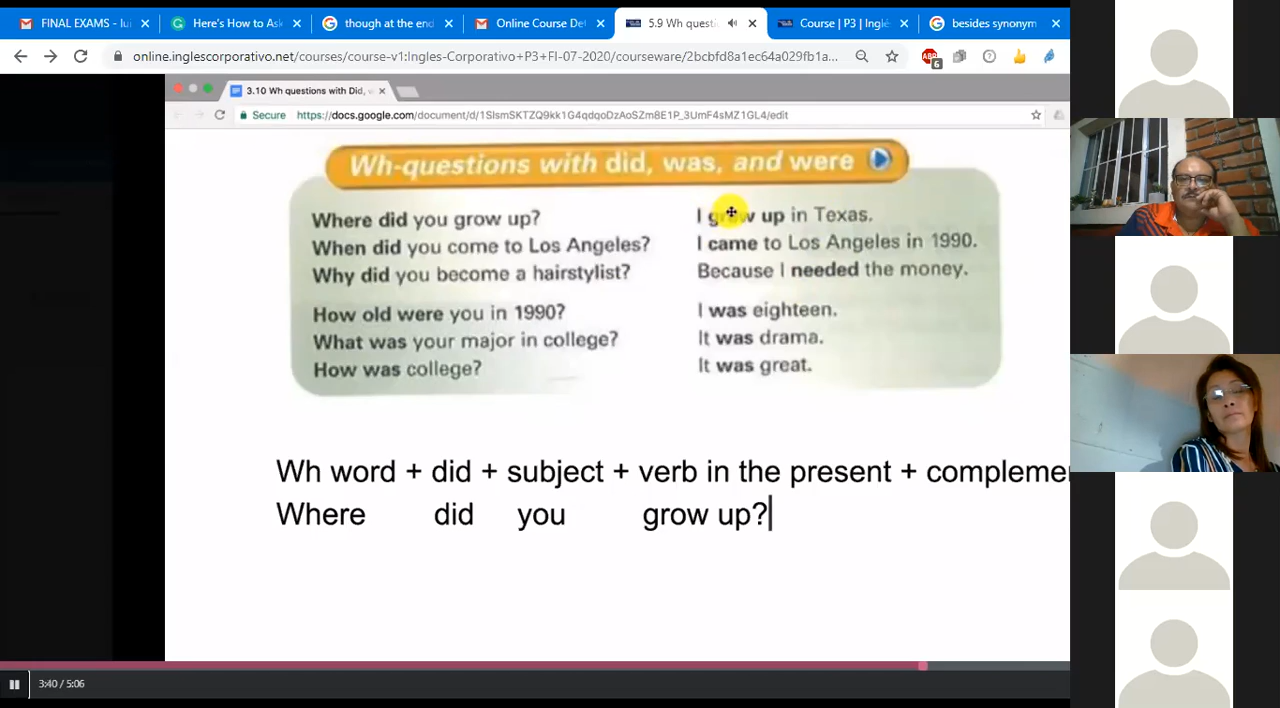 FINAL EXAMS - lu
Here's How to Ask
though at the end
Online Course Det
5.9 Wh questi
Course | P3 | Inglé
besides synonym
online.inglescorporativo.net/courses/course-v1:Ingles-Corporativo+P3+FI-07-2020/courseware/2bcbfd8a1ec64a029fb1a...
6
3.10 Wh questions with Did, w
Secure https://docs.google.com/document/d/1SIsmSKTZQ9kk1G4qdqoDzAoSZm8E1P_3UmF4sMZ1GL4/edit
Wh-questions with did, was, and were
Where did you grow up? I grew up in Texas.
When did you come to Los Angeles? I came to Los Angeles in 1990.
Why did you become a hairstylist? Because I needed the money.
How old were you in 1990? I was eighteen.
What was your major in college? It was drama.
How was college? It was great.
Wh word + did + subject + verb in the present + complemen
Where did you grow up?
3:40 / 5:06